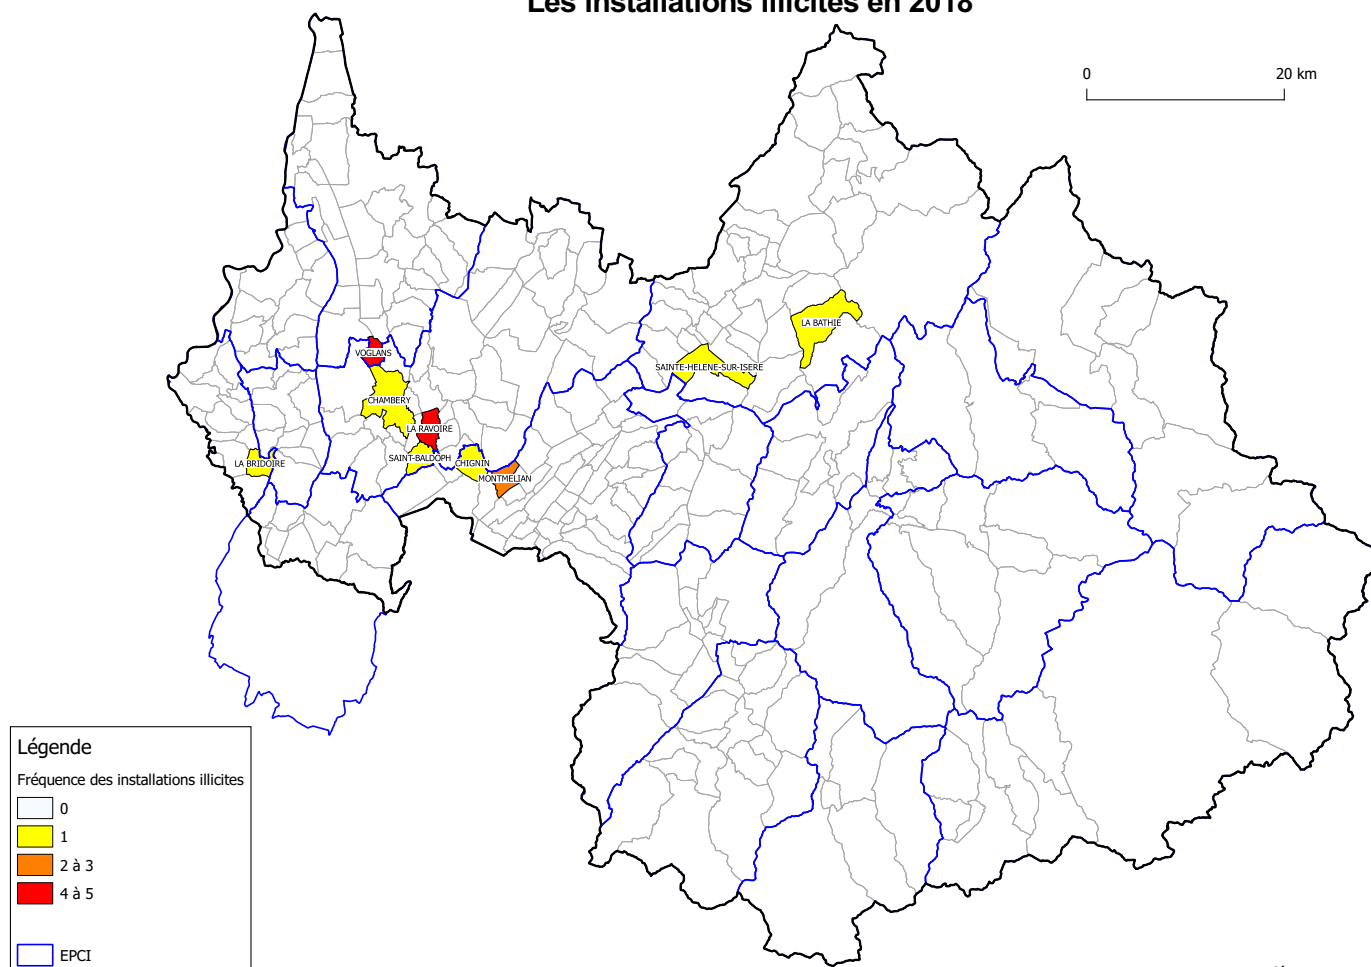 Les installations illicites en 2018
0 20 km
LA BATHIE
VOGLANS
SAINTE-HELENE-SUR-ISERE
CHAMBERY
LA RAVOIRE
SAINT-BALDOPH
LA BRIDOIRE
CHIGNIN
MONTMELIAN
Légende
Fréquence des installations illicites
0
1
2 à 3
4 à 5
EPCI